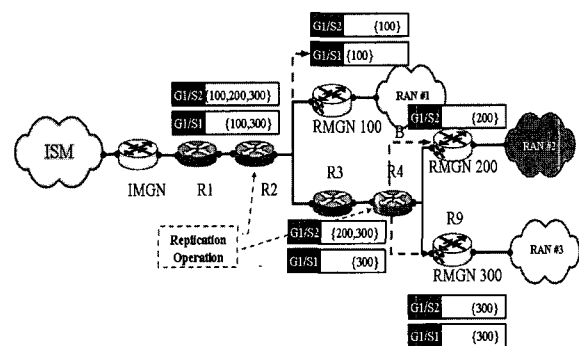 G1/S2 {100}
G1/S1 {100}
G1/S2 {100,200,300}
G1/S1 {100,300}
RAN #1
RMGN 100
B
G1/S2 {200}
ISM
IMGN
R1
R2
R3
R4
RMGN 200
RAN #2
Replication
Operation
G1/S2 {200,300}
G1/S1 {300}
R9
RMGN 300
RAN #3
G1/S2 {300}
G1/S1 {300}